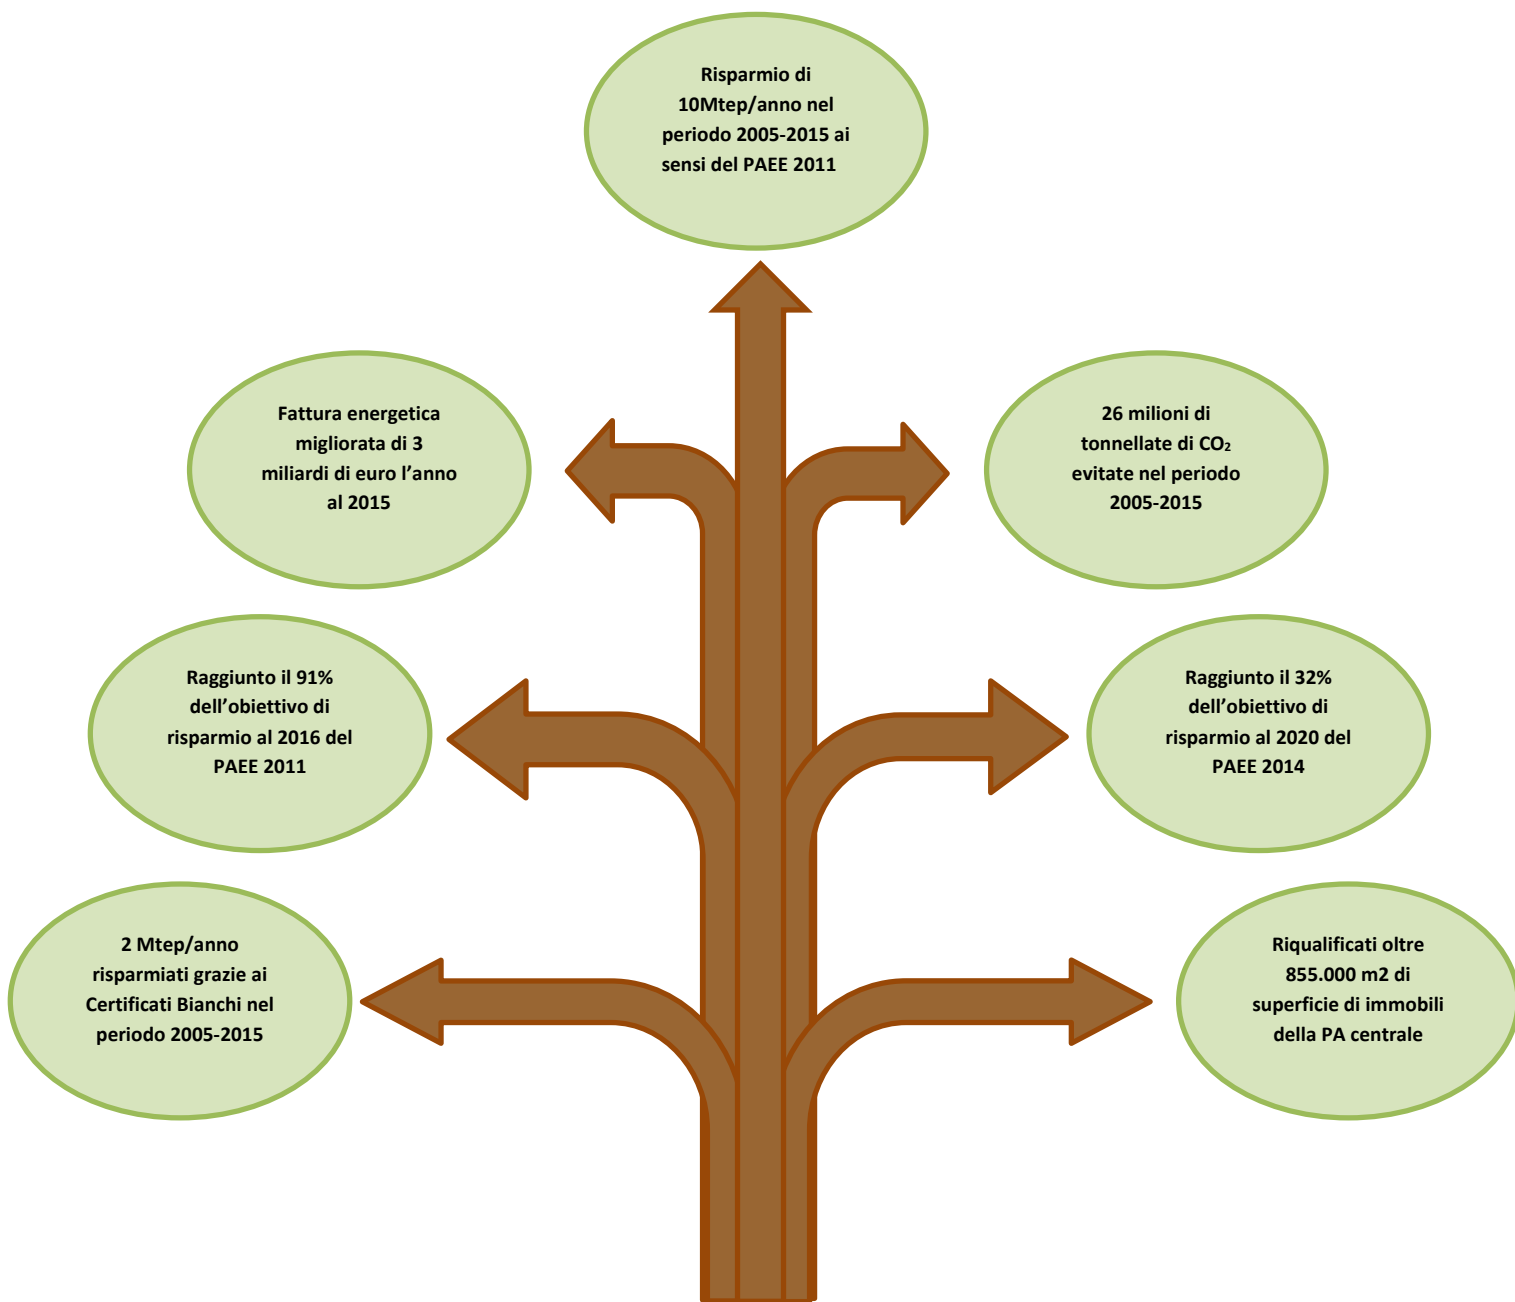 Risparmio di
10Mtep/anno nel
periodo 2005-2015 ai
sensi del PAEE 2011
Fattura energetica
migliorata di 3
miliardi di euro l’anno
al 2015
26 milioni di
tonnellate di CO₂
evitate nel periodo
2005-2015
Raggiunto il 91%
dell’obiettivo di
risparmio al 2016 del
PAEE 2011
Raggiunto il 32%
dell’obiettivo di
risparmio al 2020 del
PAEE 2014
2 Mtep/anno
risparmiati grazie ai
Certificati Bianchi nel
periodo 2005-2015
Riqualificati oltre
855.000 m2 di
superficie di immobili
della PA centrale